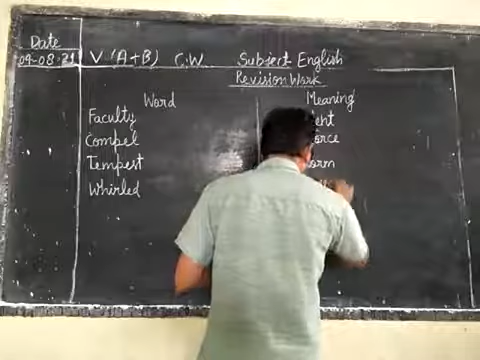 Date
09-08-21 V (A+B) C.W Subject-English
Revision Work
Word Meaning
Faculty
Compel
Tempest
Whirled